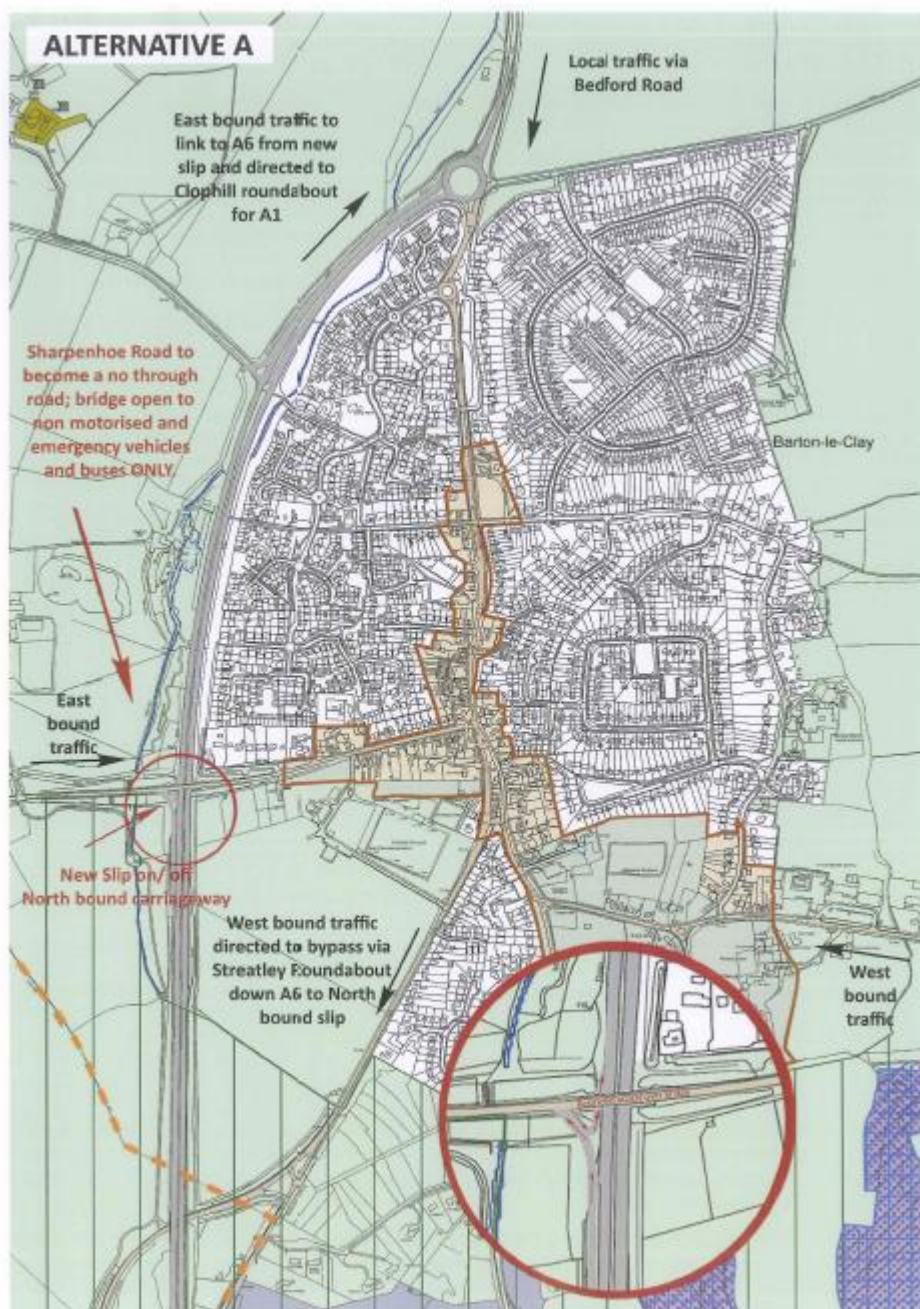 ALTERNATIVE A
Local traffic via
Bedford Road
East bound traffic to
link to A6 from new
slip and directed to
Clophill roundabout
for A1
Sharpenhoe Road to
become a no through
road; bridge open to
non motorised and
emergency vehicles
and buses ONLY
Barton-le-Clay
East
bound
traffic
New Slip on/ off
North bound carriageway
West bound traffic
directed to bypass via
Streatley Roundabout
down A6 to North
bound slip
West
bound
traffic